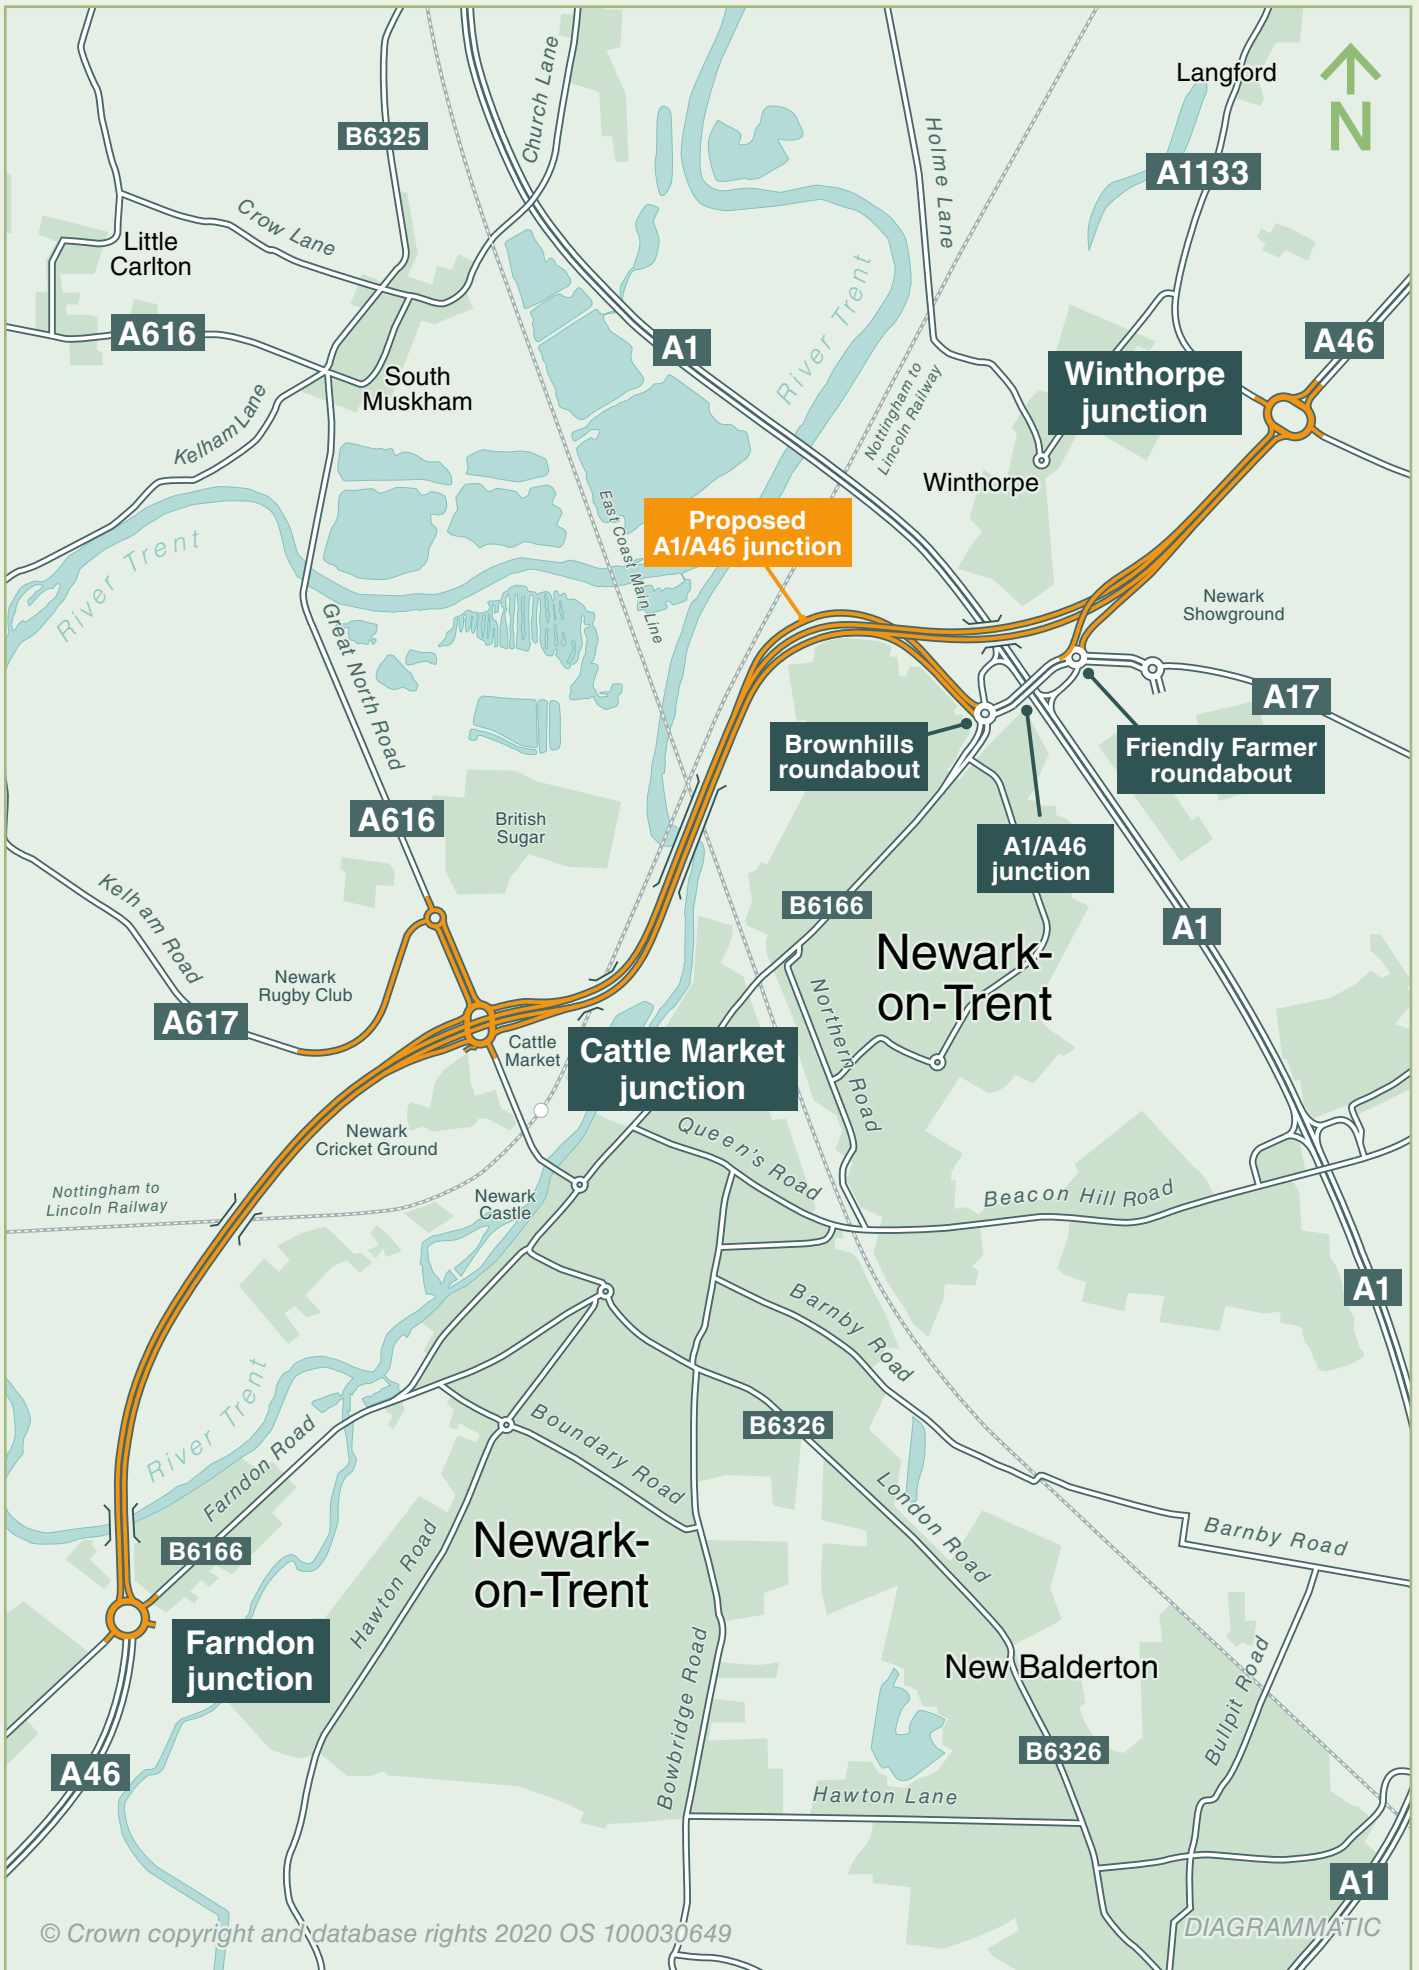 Langford
N
Church Lane
B6325
Holme Lane
A1133
Crow Lane
Little
Carlton
River Trent
A616
A1
A46
Winthorpe
junction
South
Muskham
Nottingham to
Lincoln Railway
Kelham Lane
Winthorpe
East Coast Main Line
Proposed
A1/A46 junction
River Trent
Newark
Showground
Great North Road
A17
Brownhills
roundabout
Friendly Farmer
roundabout
A616
British
Sugar
A1/A46
junction
Kelham Road
B6166
A1
Newark-
on-Trent
Newark
Rugby Club
A617
Northern Road
Cattle
Market
Cattle Market
junction
Newark
Cricket Ground
Queen's Road
Nottingham to
Lincoln Railway
Newark
Castle
Beacon Hill Road
A1
Barnby Road
River Trent
Farndon Road
Boundary Road
B6326
London Road
B6166
Hawton Road
Newark-
on-Trent
Barnby Road
Farndon
junction
Bowbridge Road
New Balderton
Bullpit Road
B6326
A46
Hawton Lane
A1
© Crown copyright and database rights 2020 OS 100030649
DIAGRAMMATIC